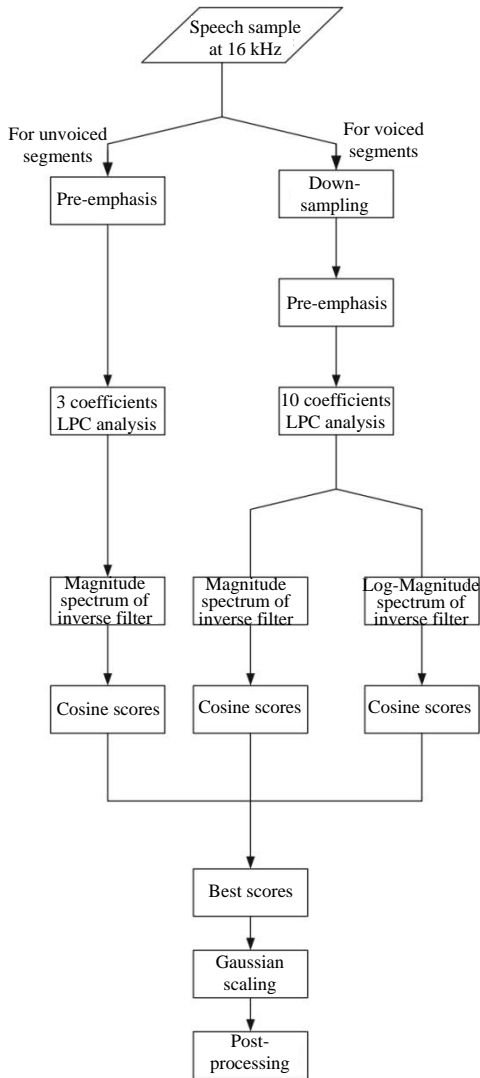 Speech sample
at 16 kHz
For unvoiced
segments
For voiced
segments
Pre-emphasis
Down-
sampling
Pre-emphasis
3 coefficients
LPC analysis
10 coefficients
LPC analysis
Magnitude
spectrum of
inverse filter
Magnitude
spectrum of
inverse filter
Log-Magnitude
spectrum of
inverse filter
Cosine scores
Cosine scores
Cosine scores
Best scores
Gaussian
scaling
Post-
processing